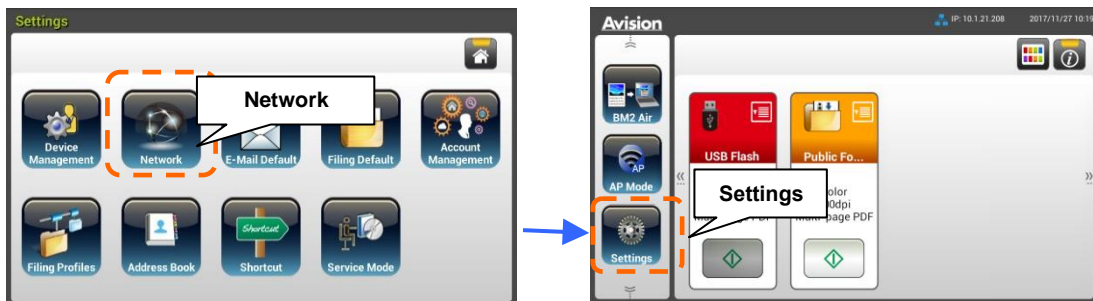 Settings
Network
Device
Management
Network
E-Mail Default
Filing Default
Account
Management
Filing Profiles
Address Book
Shortcut
Shortcut
Service Mode
Avision
IP: 10.1.21.208
2017/11/27 10:19
BM2 Air
AP
AP Mode
Settings
USB Flash
Public Fo...
Settings
olor
0dpi
PDF
page PDF